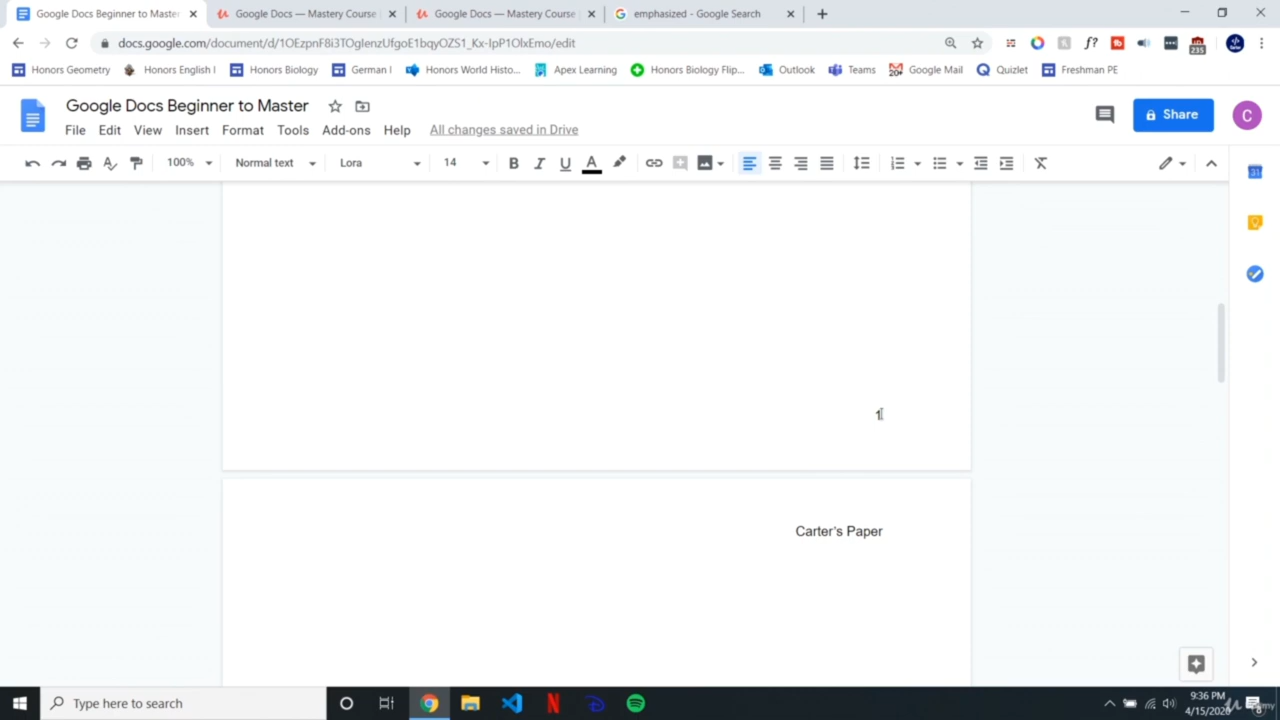 Google Docs Beginner to Master
Google Docs — Mastery Course
Google Docs — Mastery Course
emphasized - Google Search
docs.google.com/document/d/1OEzpnF8i3TOgIenzUfgoE1bqyOZS1_Kx-IpP1OlxEmo/edit
235
Honors Geometry
Honors English I
Honors Biology
German I
Honors World Histo...
Apex Learning
Honors Biology Flip...
Outlook
Teams
Google Mail
Quizlet
Freshman PE
Google Docs Beginner to Master
Share
C
File Edit View Insert Format Tools Add-ons Help All changes saved in Drive
100% Normal text Lora 14 B I U A
31
1
Carter's Paper
Type here to search
9:36 PM
4/15/2020